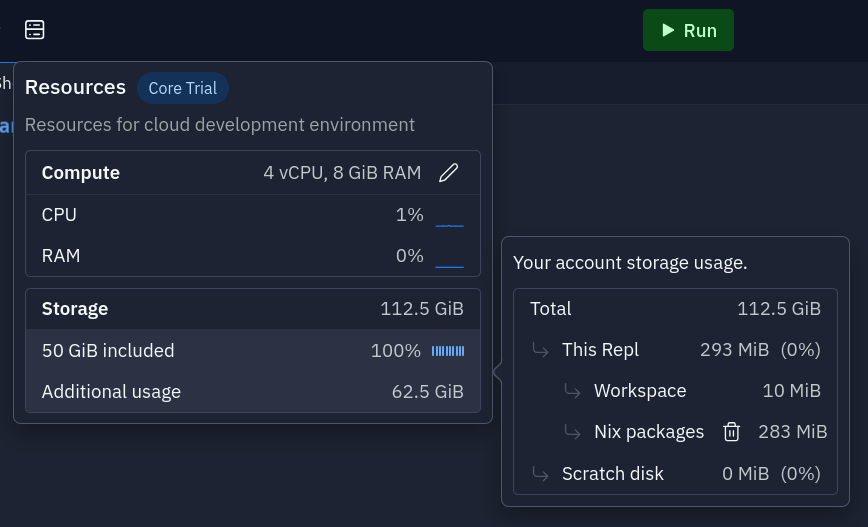 Run
Sh
Resources Core Trial
Resources for cloud development environment
Compute 4 vCPU, 8 GiB RAM
CPU 1%
RAM 0%
Storage 112.5 GiB
50 GiB included 100%
Additional usage 62.5 GiB
Your account storage usage.
Total 112.5 GiB
This Repl 293 MiB (0%)
Workspace 10 MiB
Nix packages 283 MiB
Scratch disk 0 MiB (0%)